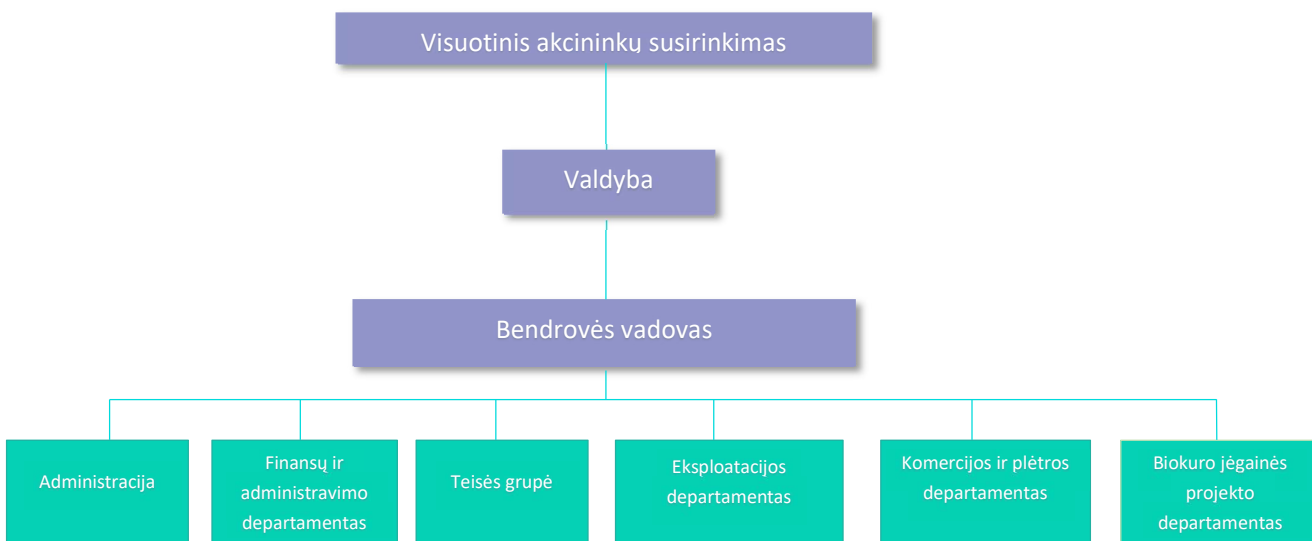 Visuotinis akcininkų susirinkimas
Valdyba
Bendrovės vadovas
Administracija
Finansų ir
administravimo
departamentas
Teisės grupė
Eksploatacijos
departamentas
Komercijos ir plėtros
departamentas
Biokuro jėgainės
projekto
departamentas